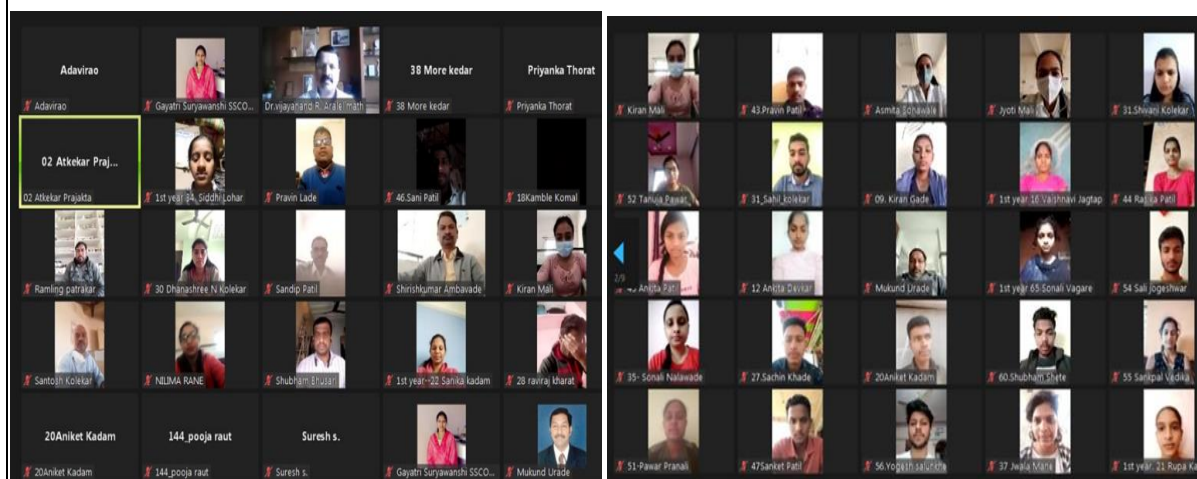 Adavirao
38 More kedar
Priyanka Thorat
Adavirao
Gayatri Suryawanshi SSCO...
Dr.vijayanand R. Aralelimath
38 More kedar
Priyanka Thorat
02 Atkekar Praj...
02 Atkekar Prajakta
1st year 34_Siddhi Lohar
Pravin Lade
46.Sani Patil
18Kamble Komal
Ramling patrakar
30 Dhanashree N Kolekar
Sandip Patil
Shirishkumar Ambavade
Kiran Mali
Santosh Kolekar
NILIMA RANE
Shubham Bhusari
1st year--22 Sanika kadam
28 raviraj kharat
20Aniket Kadam
144_pooja raut
Suresh s.
20Aniket Kadam
144_pooja raut
Suresh s.
Gayatri Suryawanshi SSCO...
Mukund Urade
Kiran Mali
43.Pravin Patil
Asmita Sonawale
Jyoti Mali
31.Shivani Kolekar
52 Tanuja Pawar
31_Sahil_kolekar
09. Kiran Gade
1st year 16 Vaishnavi Jagtap
44 Patil
2/9
Ankita Patil
12 Ankita Devkar
Mukund Urade
1st year 65 Sonali Vagare
54 Sali Jogeshwar
35- Sonali Nalawade
27.Sachin Khade
20Aniket Kadam
60.Shubham Shete
55 Sankpal Vedika
51-Pawar Pranali
47Sanket Patil
56.Yogesh salunkhe
37 Jwala Mane
1st year. 21 Rupa Ka